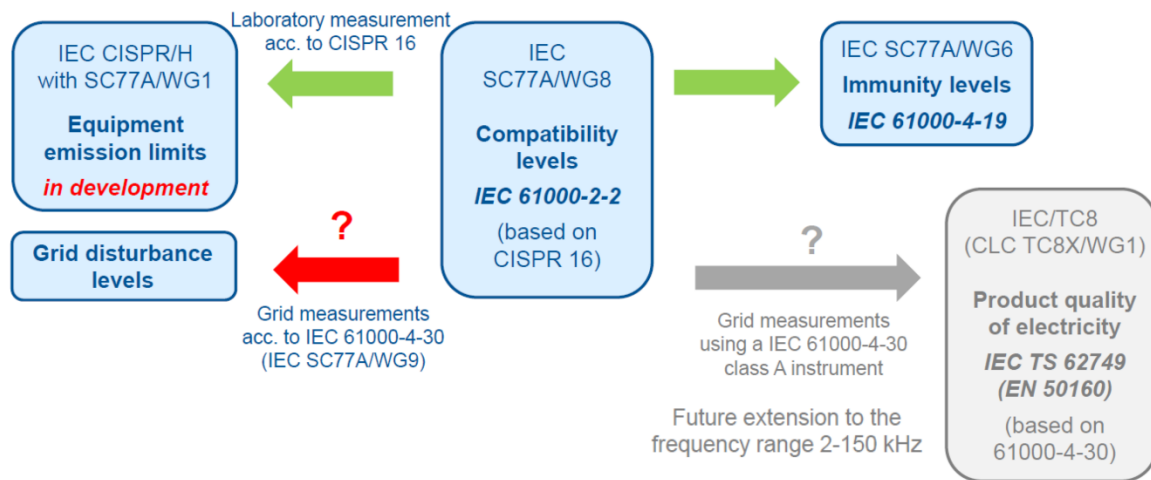 IEC CISPR/H
with SC77A/WG1
Equipment
emission limits
in development
Laboratory measurement
acc. to CISPR 16
IEC
SC77A/WG8
Compatibility
levels
IEC 61000-2-2
(based on
CISPR 16)
IEC SC77A/WG6
Immunity levels
IEC 61000-4-19
Grid disturbance
levels
?
Grid measurements
acc. to IEC 61000-4-30
(IEC SC77A/WG9)
?
Grid measurements
using a IEC 61000-4-30
class A instrument
Future extension to the
frequency range 2-150 kHz
IEC/TC8
(CLC TC8X/WG1)
Product quality
of electricity
IEC TS 62749
(EN 50160)
(based on
61000-4-30)